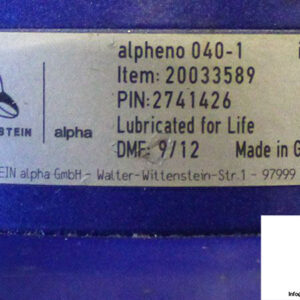 alpheno 040-1
Item: 20033589
PIN:2741426
NSTEIN alpha
Lubricated for Life
DMF: 9/12 Made in G
EIN alpha GmbH - Walter-Wittenstein-Str.1 - 97999